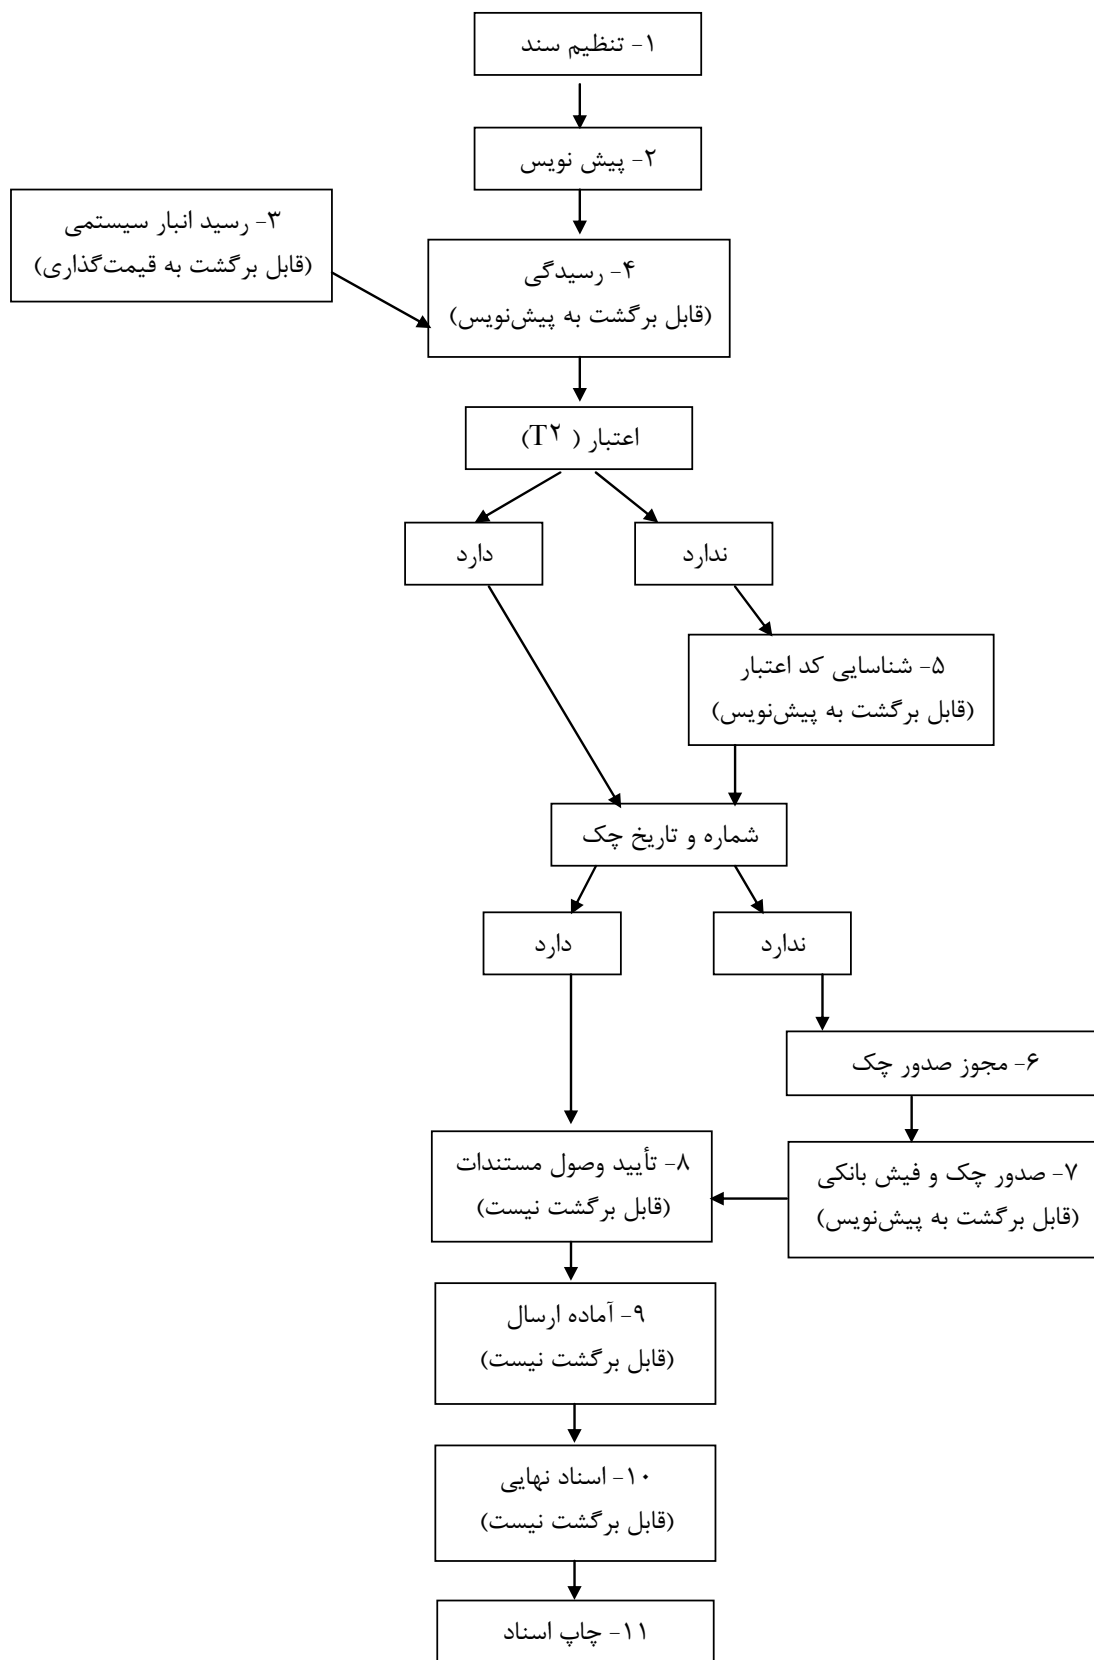 ۱- تنظیم سند
۲- پیش نویس
۳- رسید انبار سیستمی
(قابل برگشت به قیمت‌گذاری)
۴- رسیدگی
(قابل برگشت به پیش‌نویس)
اعتبار ( T۲)
دارد
ندارد
۵- شناسایی کد اعتبار
(قابل برگشت به پیش‌نویس)
شماره و تاریخ چک
دارد
ندارد
۶- مجوز صدور چک
۷- صدور چک و فیش بانکی
(قابل برگشت به پیش‌نویس)
۸- تأیید وصول مستندات
(قابل برگشت نیست)
۹- آماده ارسال
(قابل برگشت نیست)
۱۰- اسناد نهایی
(قابل برگشت نیست)
۱۱- چاپ اسناد